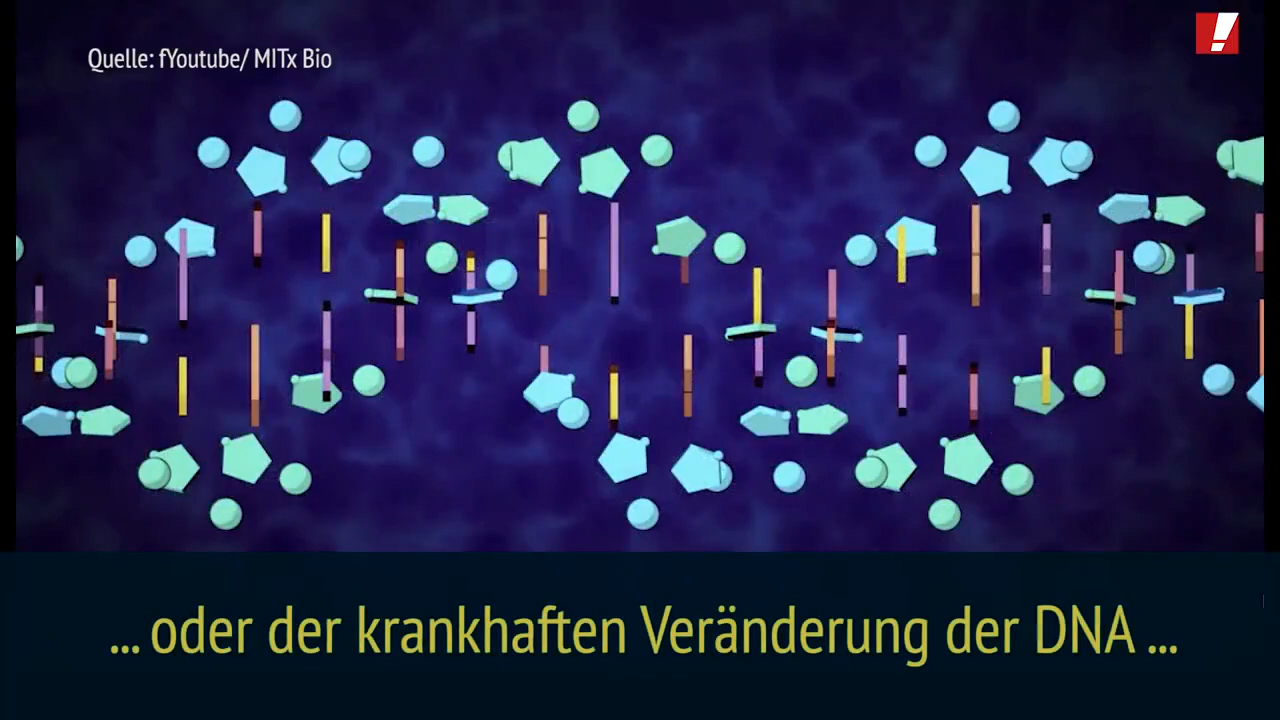 Quelle: fYoutube/ MITx Bio
... oder der krankhaften Veränderung der DNA ...